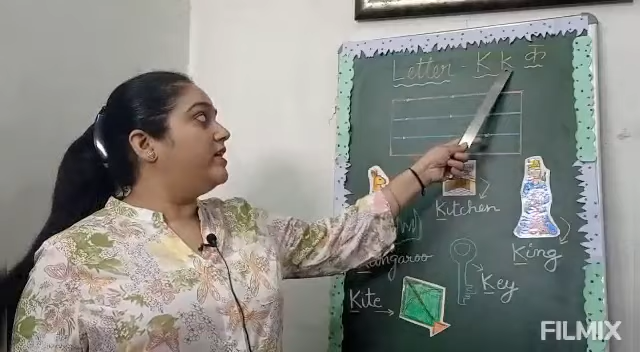 Letter - K k क
Kitchen
Kangaroo
King
Key
Kite
FILMIX